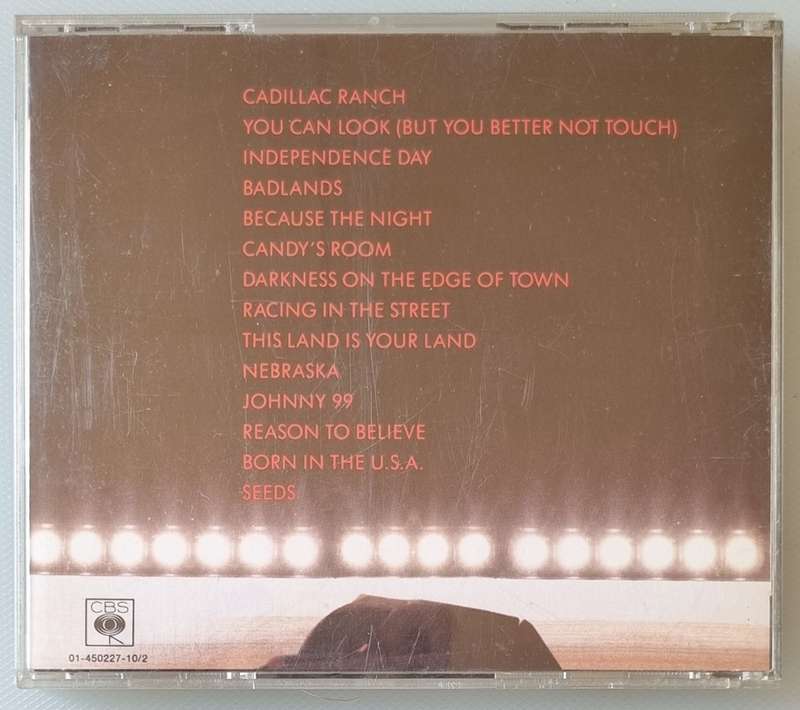 CADILLAC RANCH
YOU CAN LOOK (BUT YOU BETTER NOT TOUCH)
INDEPENDENCE DAY
BADLANDS
BECAUSE THE NIGHT
CANDY'S ROOM
DARKNESS ON THE EDGE OF TOWN
RACING IN THE STREET
THIS LAND IS YOUR LAND
NEBRASKA
JOHNNY 99
REASON TO BELIEVE
BORN IN THE U.S.A.
SEEDS
CBS
01-450227-10/2